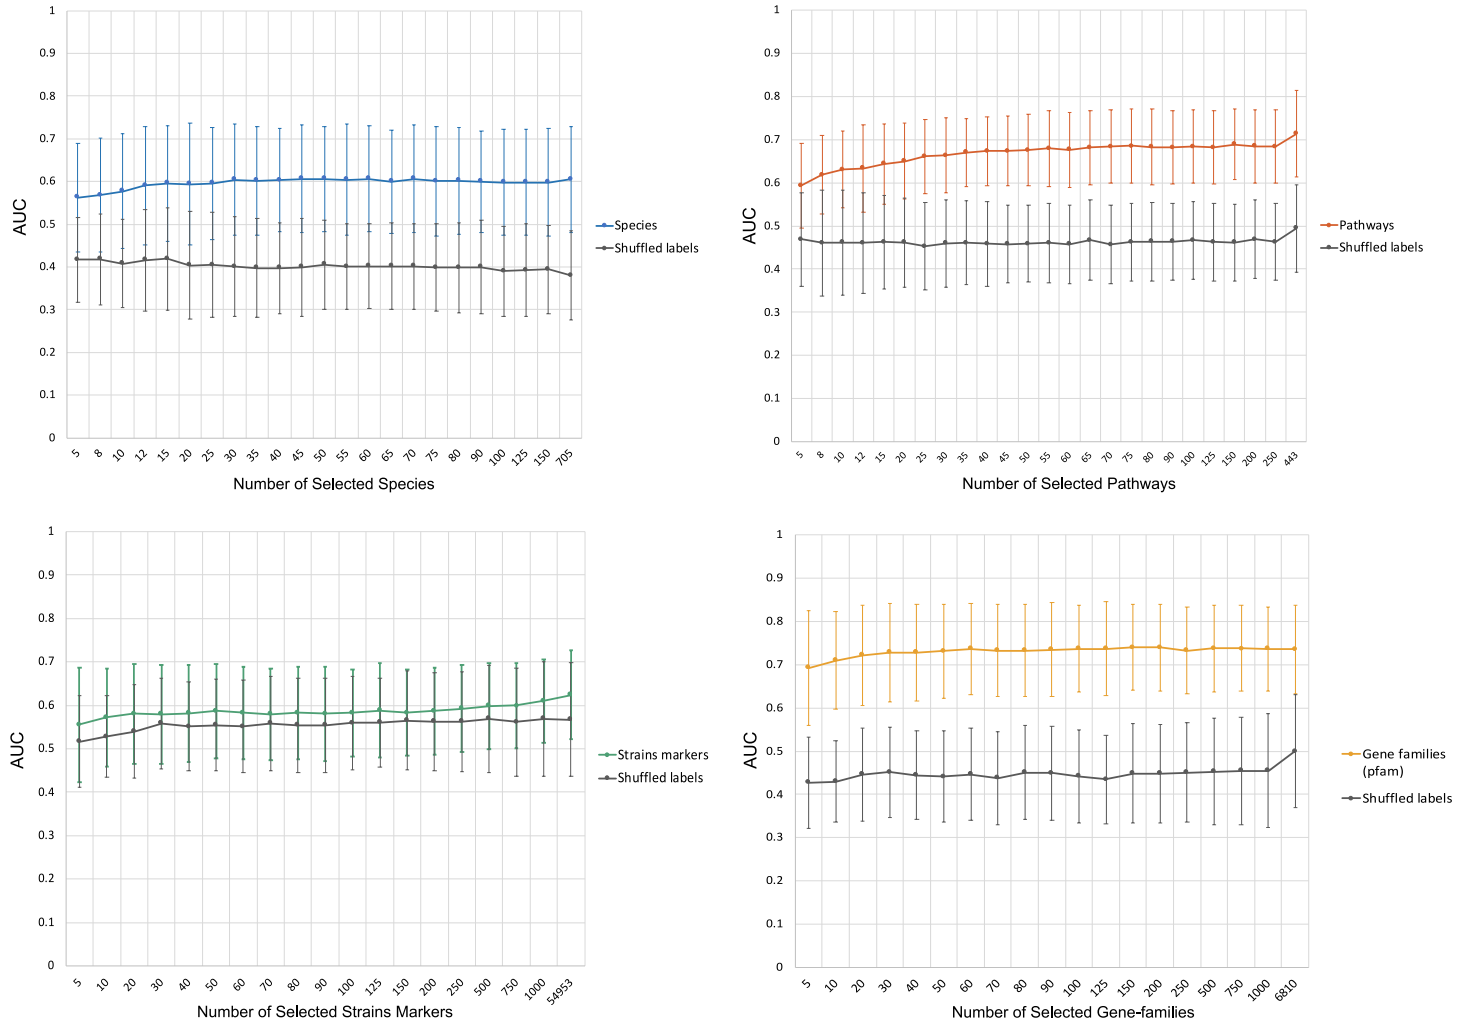 1
0.9
0.8
0.7
0.6
0.5
0.4
0.3
0.2
0.1
0
AUC
5 8 10 12 15 20 25 30 35 40 45 50 55 60 65 70 75 80 90 100 125 150 705
Number of Selected Species
Species
Shuffled labels
1
0.9
0.8
0.7
0.6
0.5
0.4
0.3
0.2
0.1
0
AUC
5 8 10 12 15 20 25 30 35 40 45 50 55 60 65 70 75 80 90 100 125 150 200 250 443
Number of Selected Pathways
Pathways
Shuffled labels
1
0.9
0.8
0.7
0.6
0.5
0.4
0.3
0.2
0.1
0
AUC
5 10 20 30 40 50 60 70 80 90 100 125 150 200 250 500 750 1000 54953
Number of Selected Strains Markers
Strains markers
Shuffled labels
1
0.9
0.8
0.7
0.6
0.5
0.4
0.3
0.2
0.1
0
AUC
5 10 20 30 40 50 60 70 80 90 100 125 150 200 250 500 750 1000 6810
Number of Selected Gene-families
Gene families
(pfam)
Shuffled labels